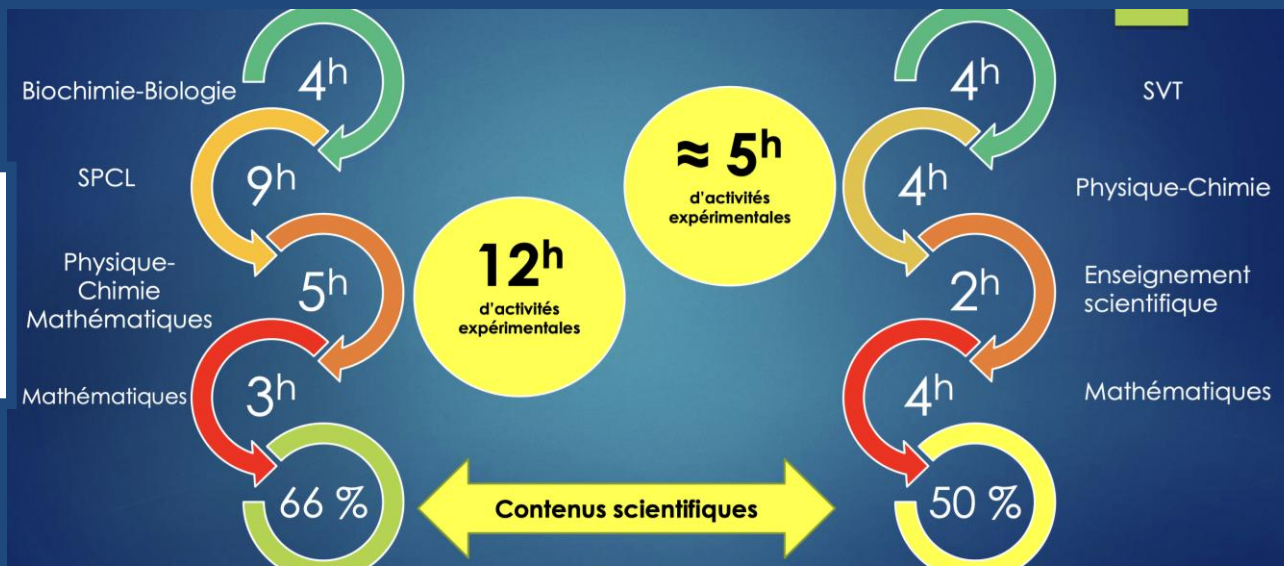 Biochimie-Biologie
4h
SPCL
9h
Physique-
Chimie
Mathématiques
5h
Mathématiques
3h
66 %
12h
d'activités
expérimentales
≈ 5h
d'activités
expérimentales
Contenus scientifiques
4h
SVT
4h
Physique-Chimie
2h
Enseignement
scientifique
4h
Mathématiques
50 %